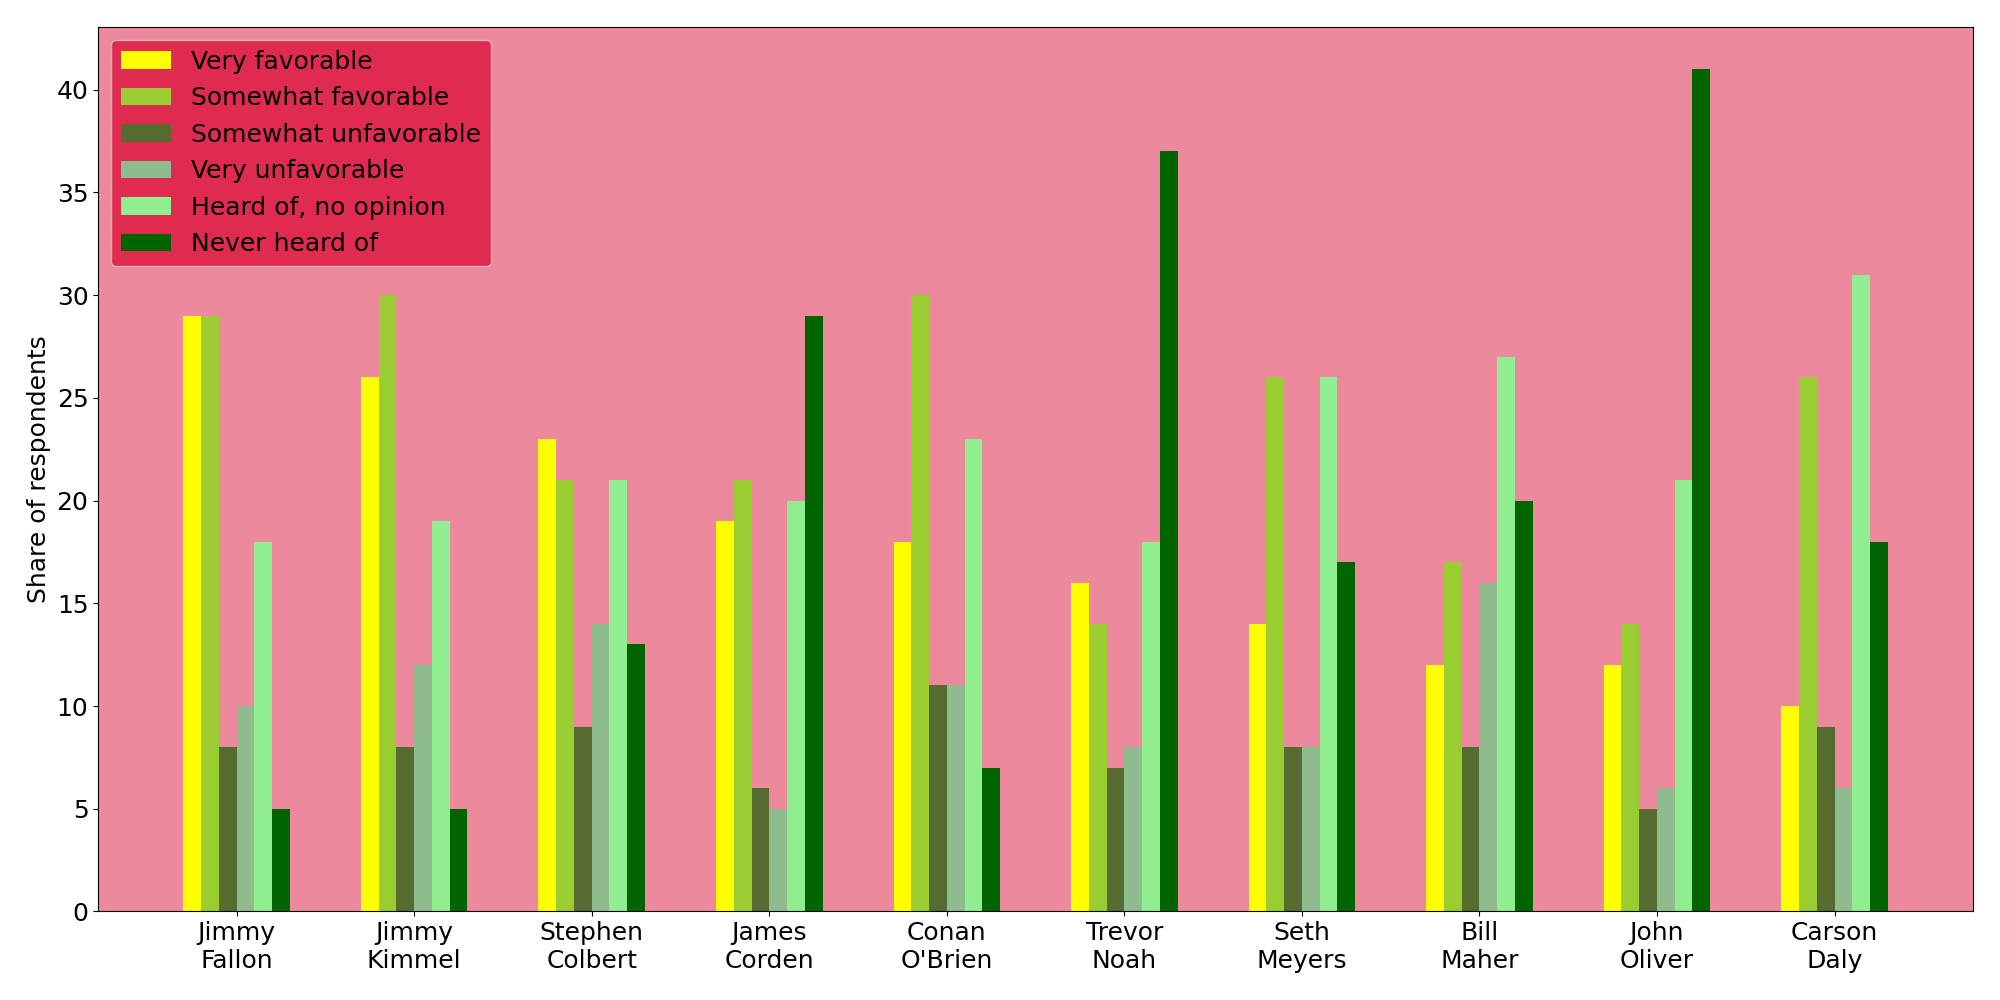 Very favorable
Somewhat favorable
Somewhat unfavorable
Very unfavorable
Heard of, no opinion
Never heard of
Share of respondents
40
35
30
25
20
15
10
5
0
Jimmy
Fallon
Jimmy
Kimmel
Stephen
Colbert
James
Corden
Conan
O'Brien
Trevor
Noah
Seth
Meyers
Bill
Maher
John
Oliver
Carson
Daly